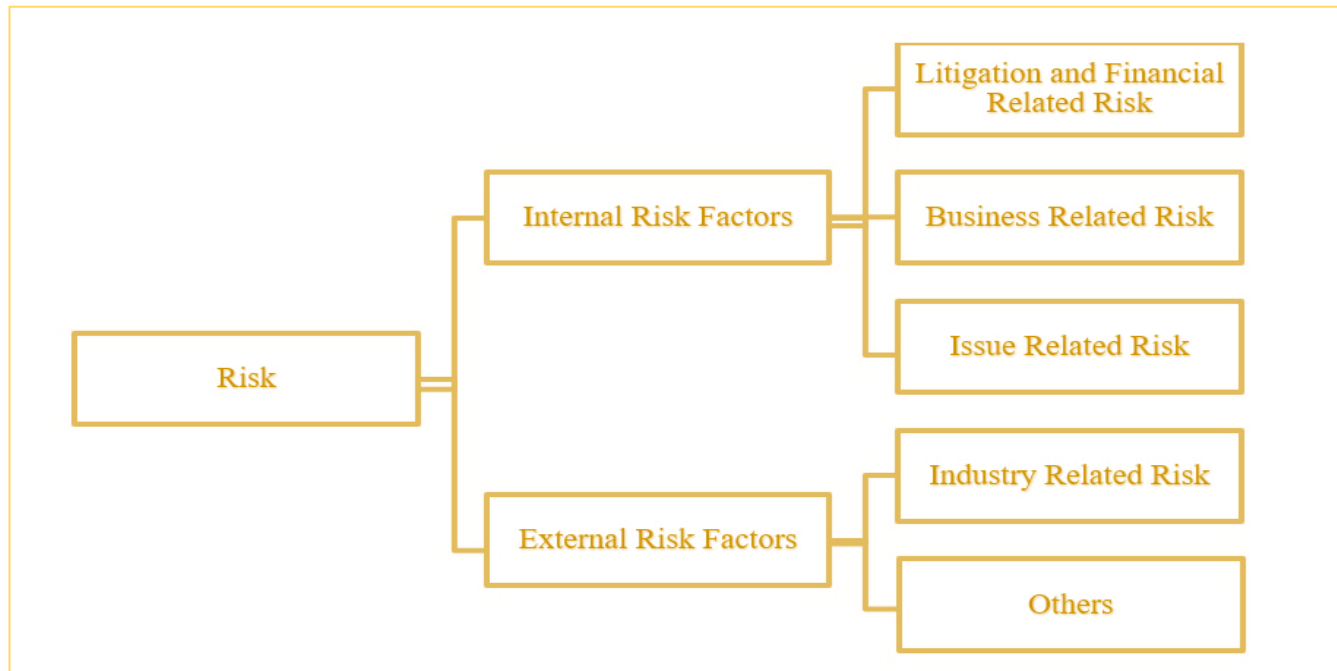 Litigation and Financial
Related Risk
Internal Risk Factors
Business Related Risk
Issue Related Risk
Risk
Industry Related Risk
External Risk Factors
Others